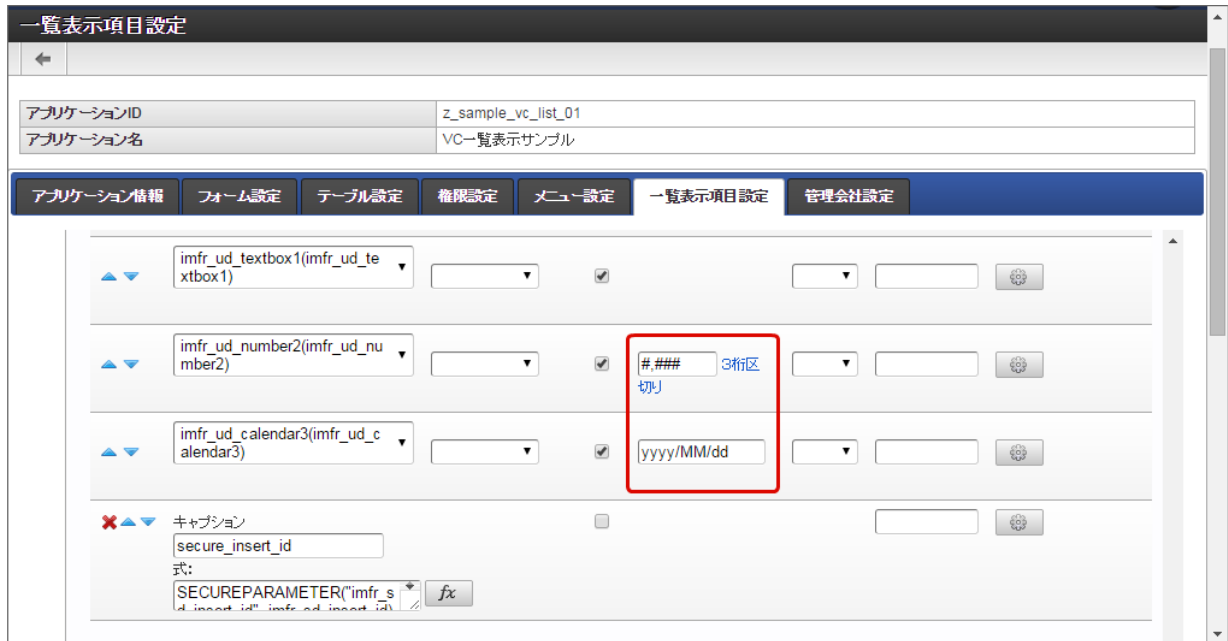 一覧表示項目設定
アプリケーションID
z_sample_vc_list_01
アプリケーション名
VC一覧表示サンプル
アプリケーション情報
フォーム設定
テーブル設定
権限設定
メニュー設定
一覧表示項目設定
管理会社設定
imfr_ud_textbox1(imfr_ud_te
xtbox1)
imfr_ud_number2(imfr_ud_nu
mber2)
#,### 3桁区
切り
imfr_ud_calendar3(imfr_ud_c
alendar3)
yyyy/MM/dd
キャプション
secure_insert_id
式:
SECUREPARAMETER("imfr_s
fx